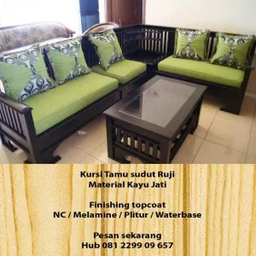 Kursi Tamu sudut Ruji
Material Kayu Jati
Finishing topcoat
NC / Melamine / Plitur / Waterbase
Pesan sekarang
Hub 081 2299 09 657